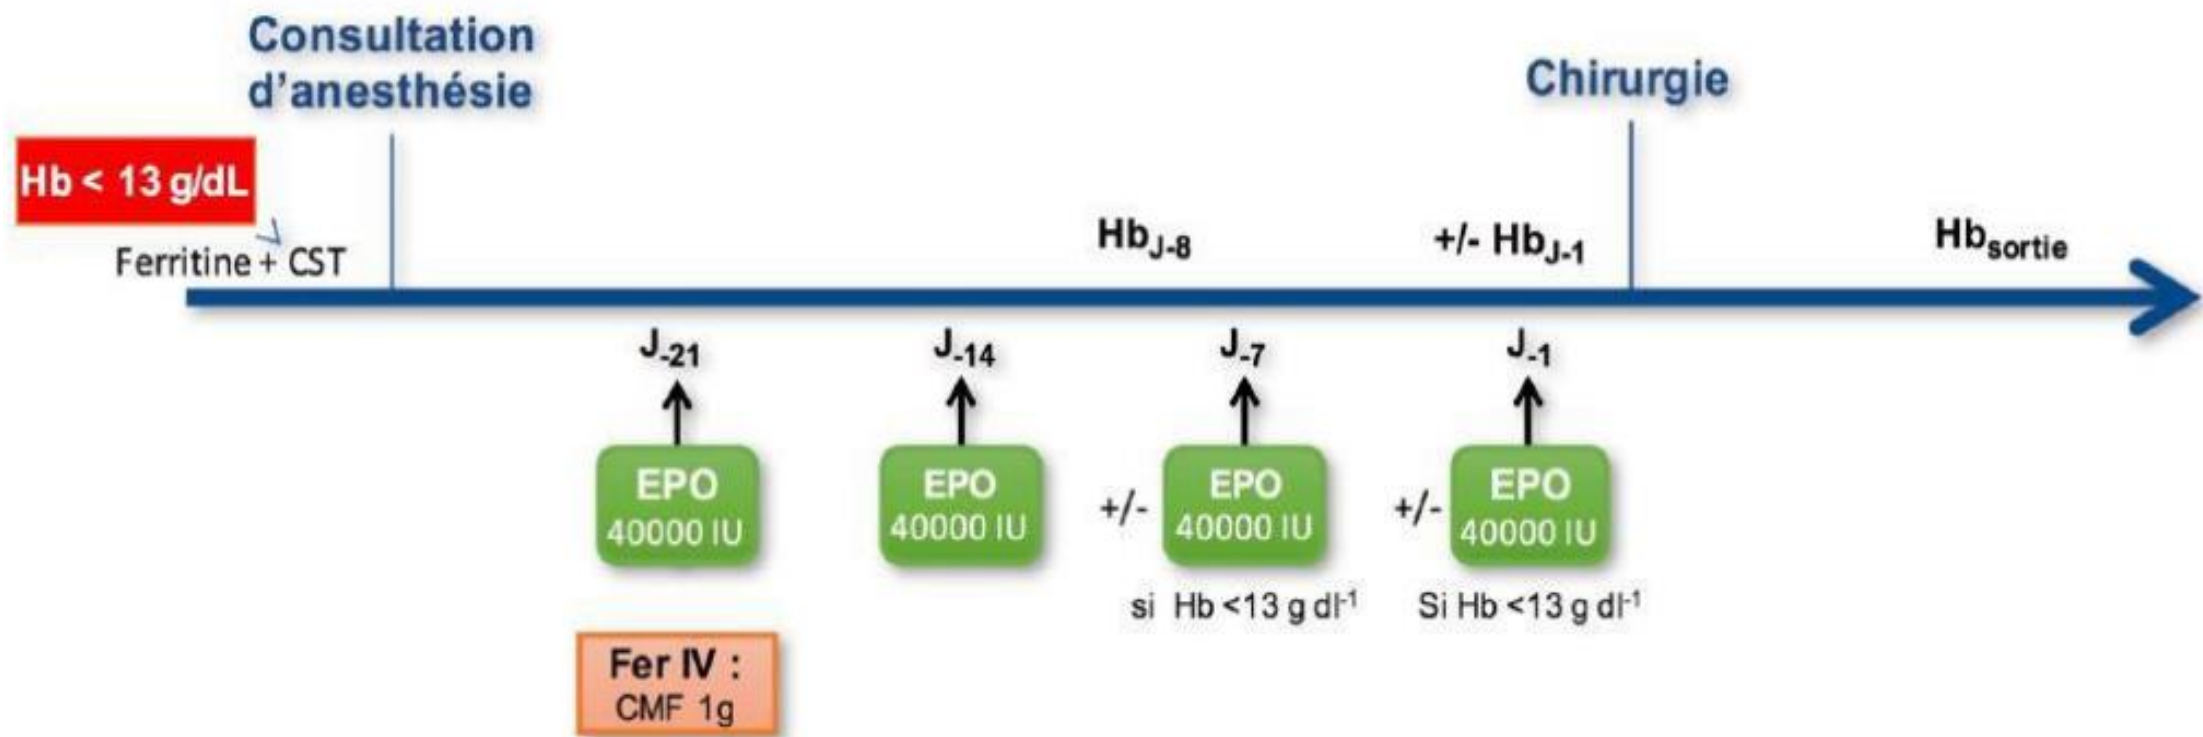 Consultation
d'anesthésie
Chirurgie
Hb < 13 g/dL
Ferritine + CST
Hb J-8
+/- Hb J-1
Hb sortie
J-21
J-14
J-7
J-1
EPO
40000 IU
EPO
40000 IU
+/-
EPO
40000 IU
+/-
EPO
40000 IU
si Hb <13 g dl-1
Si Hb <13 g dl-1
Fer IV :
CMF 1g